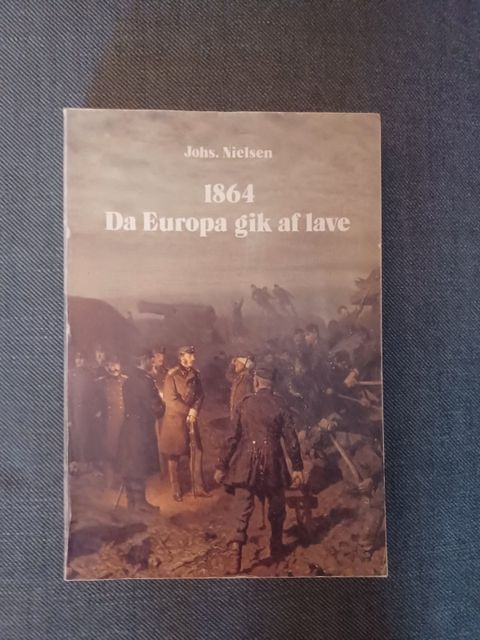 Johs. Nielsen
1864
Da Europa gik af lave